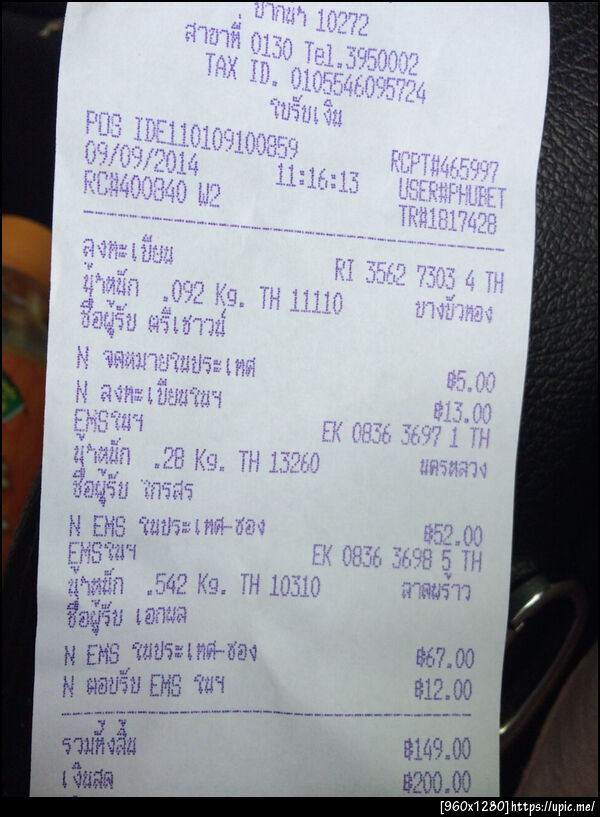 ปากน้ำ 10272
สาขาที่ 0130 Tel.3950002
TAX ID. 0105546095724
ใบรับเงิน
POS IDE110109100859
RCPT#465997
09/09/2014 11:16:13 USER#PHUBET
RC#400840 W2 TR#1817428
ลงทะเบียน RI 3562 7303 4 TH
น้ำหนัก .092 Kg. TH 11110 บางบัวทอง
ชื่อผู้รับ ตรีเชาวน์
N จดหมายในประเทศ ฿5.00
N ลงทะเบียนในฯ ฿13.00
EMSในฯ EK 0836 3697 1 TH
น้ำหนัก .28 Kg. TH 13260 นครหลวง
ชื่อผู้รับ ไกรสร
N EMS ในประเทศ-ซอง ฿52.00
EMSในฯ EK 0836 3698 5 TH
น้ำหนัก .542 Kg. TH 10310 ลาดพร้าว
ชื่อผู้รับ เอกผล
N EMS ในประเทศ-ซอง ฿67.00
N ตอบรับ EMS ในฯ ฿12.00
รวมทั้งสิ้น ฿149.00
เงินสด ฿200.00
[960x1280]https://upic.me/